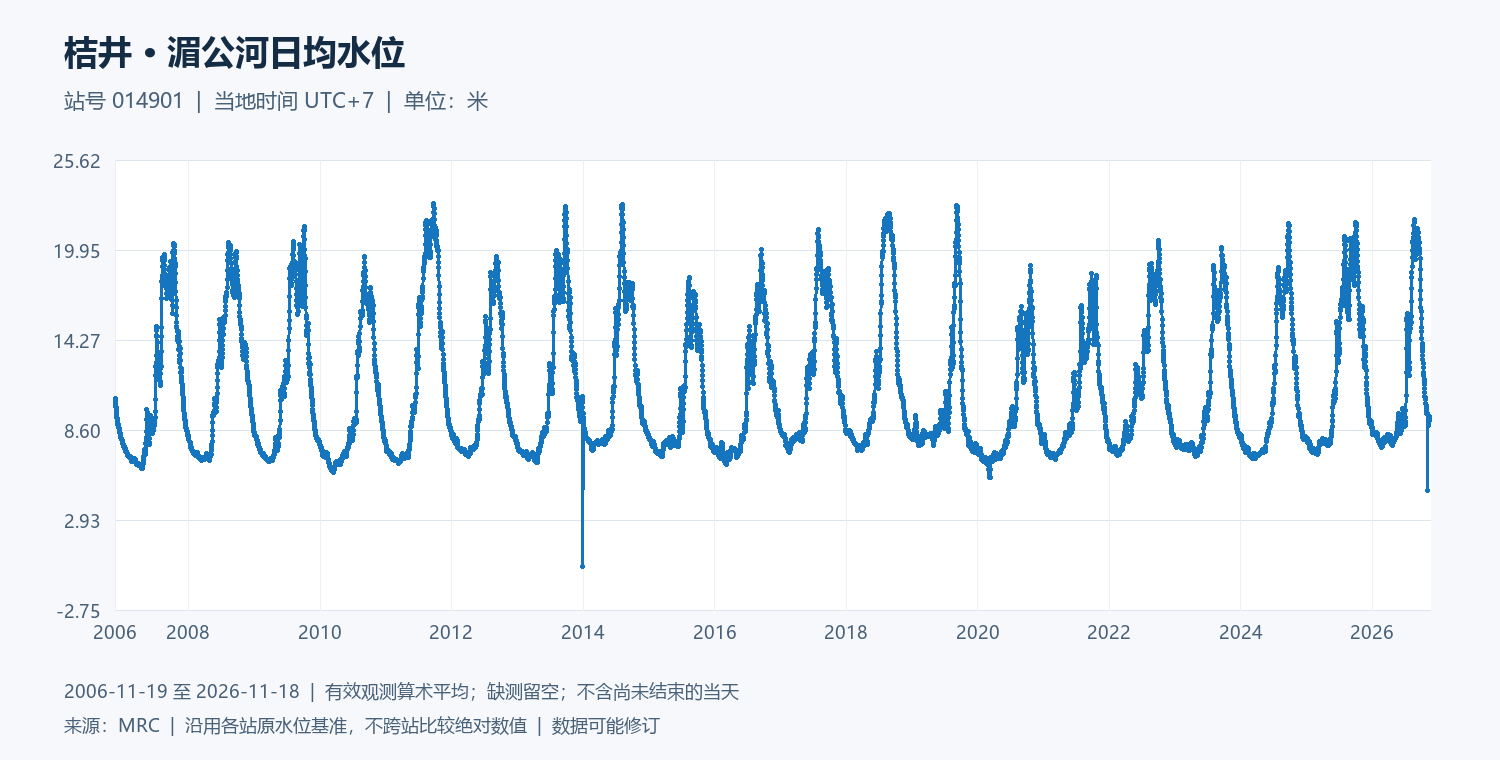 桔井 • 湄公河日均水位
站号 014901 | 当地时间 UTC+7 | 单位：米
25.62
19.95
14.27
8.60
2.93
-2.75
2006 2008 2010 2012 2014 2016 2018 2020 2022 2024 2026
2006-11-19 至 2026-11-18 | 有效观测算术平均；缺测留空；不含尚未结束的当天
来源：MRC | 沿用各站原水位基准，不跨站比较绝对数值 | 数据可能修订